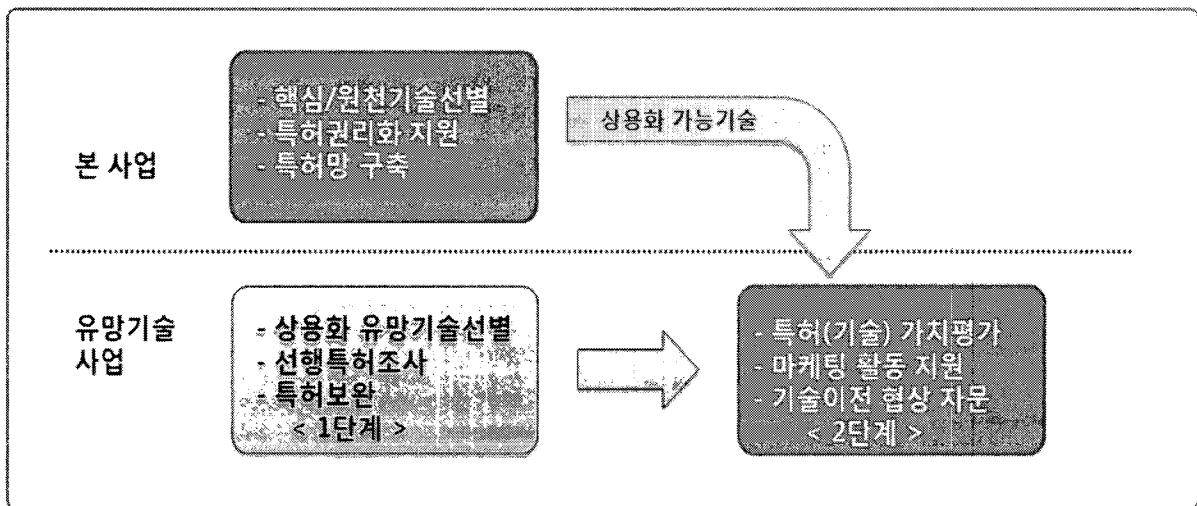 본 사업
- 핵심/원천기술선별
- 특허권리화 지원
- 특허망 구축
상용화 가능기술
유망기술
사업
- 상용화 유망기술선별
- 선행특허조사
- 특허보완
< 1단계 >
- 특허(기술) 가치평가
- 마케팅 활동 지원
- 기술이전 협상 자문
< 2단계 >